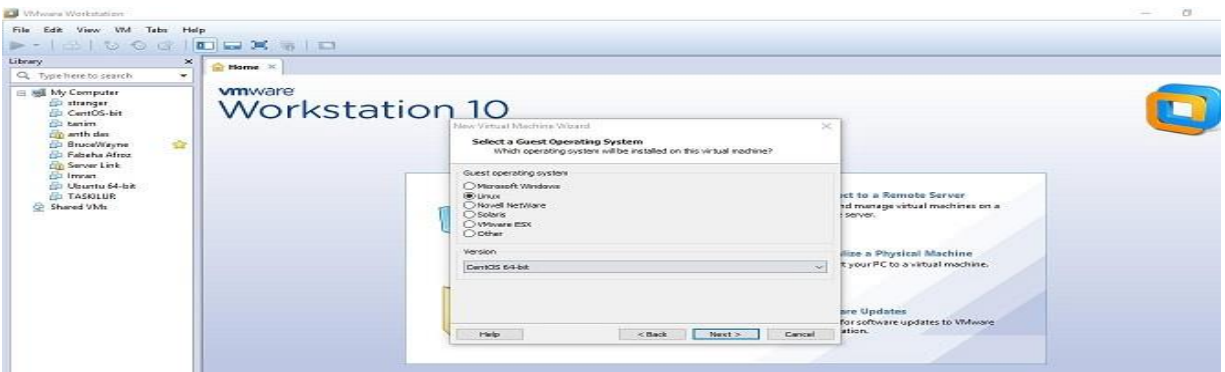 VMware Workstation
File Edit View VM Tabs Help
Library
Type here to search
My Computer
stranger
CentOS-bit
tanim
anth das
BruceWayne
Fabeha Afroz
Server Link
Imran
Ubuntu 64-bit
TASKILUR
Shared VMs
Home
vmware
Workstation 10
New Virtual Machine Wizard
Select a Guest Operating System
Which operating system will be installed on this virtual machine?
Guest operating system
Microsoft Windows
Linux
Novell NetWare
Solaris
VMware ESX
Other
Version
CentOS 64-bit
Help < Back Next > Cancel
ect to a Remote Server
nd manage virtual machines on a
server.
alize a Physical Machine
t your PC to a virtual machine.
are Updates
for software updates to VMware
ation.